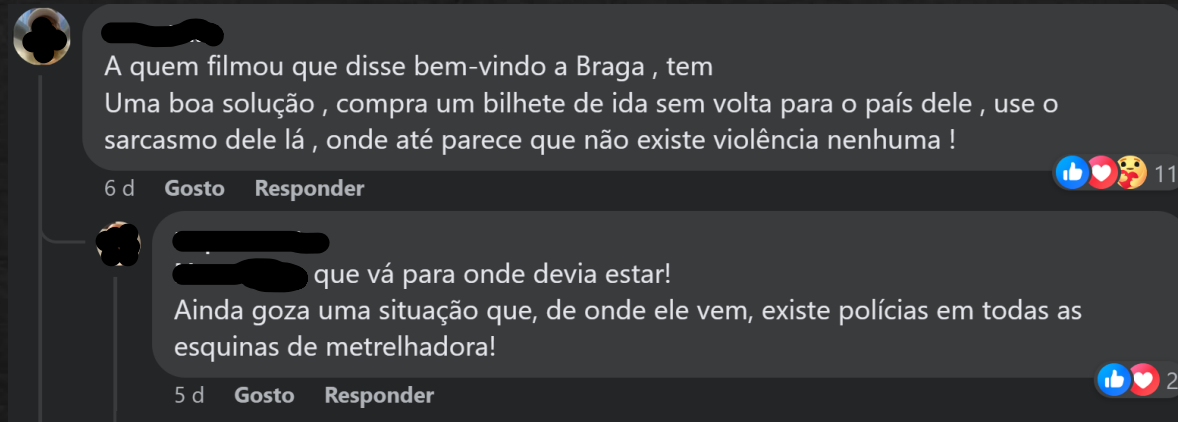 A quem filmou que disse bem-vindo a Braga , tem
Uma boa solução , compra um bilhete de ida sem volta para o país dele , use o
sarcasmo dele lá , onde até parece que não existe violência nenhuma !
11
6 d Gosto Responder
que vá para onde devia estar!
Ainda goza uma situação que, de onde ele vem, existe polícias em todas as
esquinas de metrelhadora!
2
5 d Gosto Responder